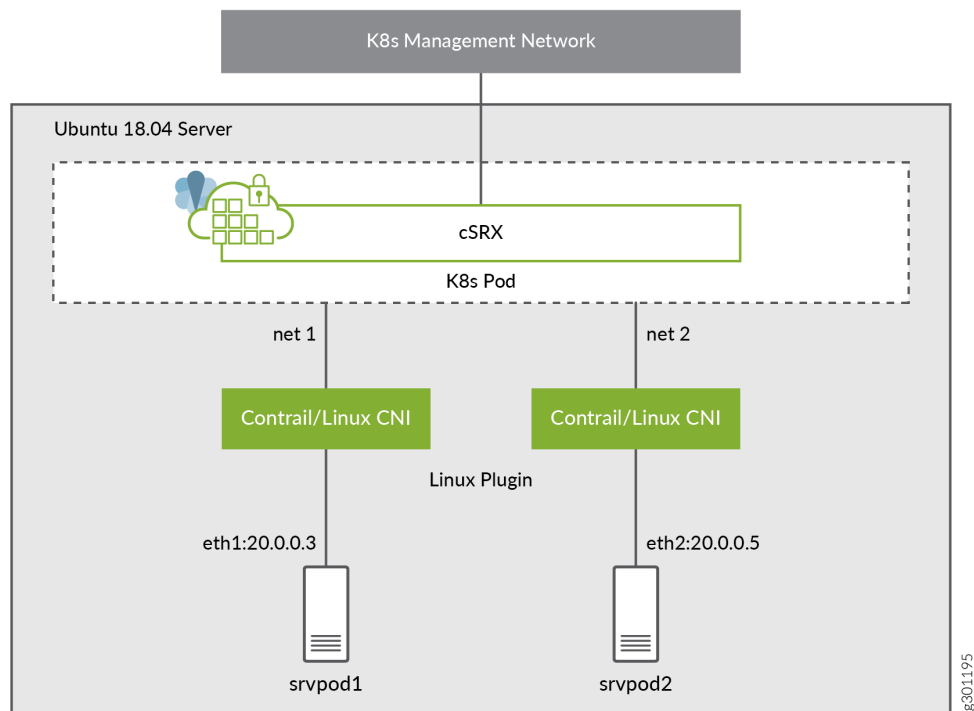 K8s Management Network
Ubuntu 18.04 Server
cSRX
K8s Pod
net 1
net 2
Contrail/Linux CNI
Contrail/Linux CNI
Linux Plugin
eth1:20.0.0.3
eth2:20.0.0.5
srvpod1
srvpod2
g301195